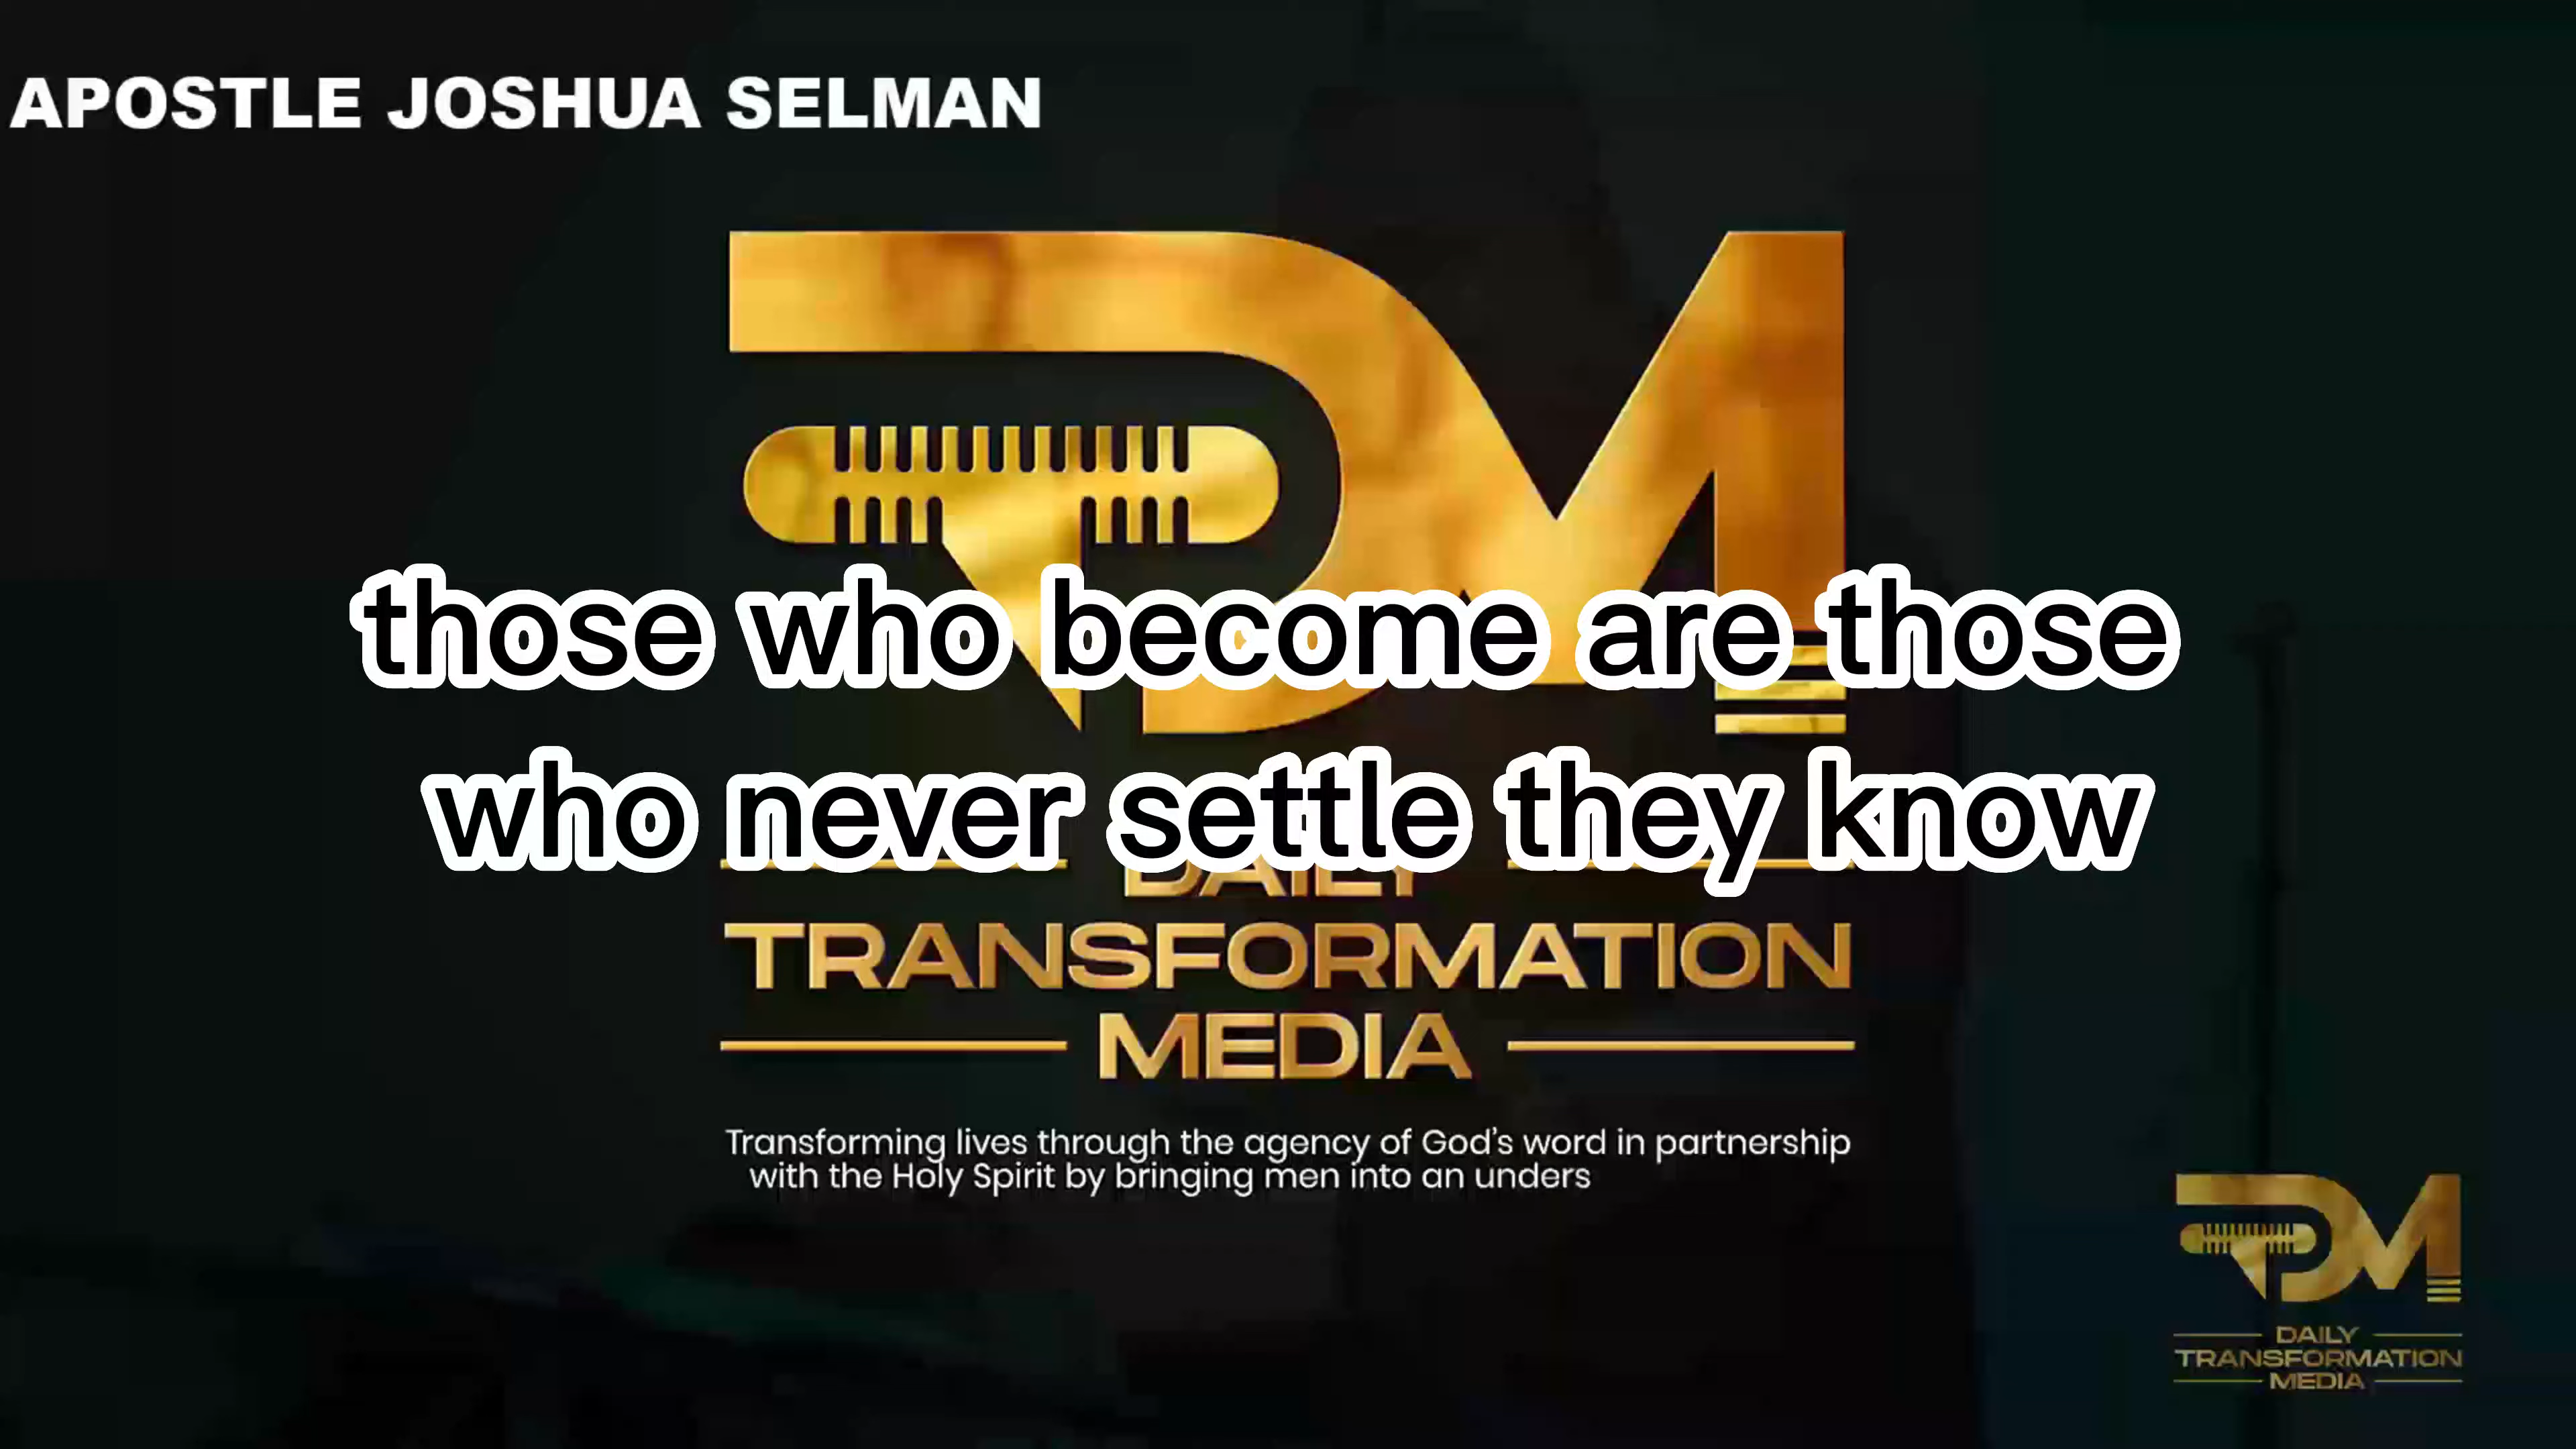 APOSTLE JOSHUA SELMAN
those who become are those
who never settle they know
DAILY
TRANSFORMATION
MEDIA
Transforming lives through the agency of God's word in partnership
with the Holy Spirit by bringing men into an unders
DAILY
TRANSFORMATION
MEDIA